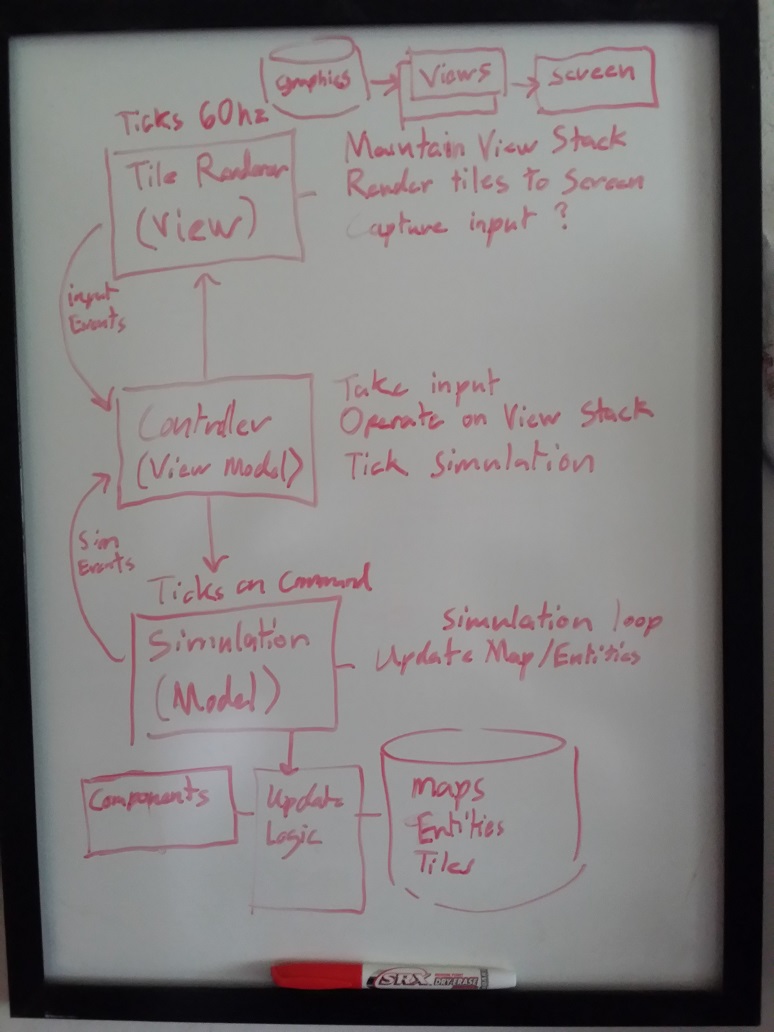 Graphics
Views
Screen
Ticks 60hz
Tile Renderer
(View)
Maintain View Stack
Render tiles to Screen
Capture input ?
input
Events
Controller
(View Model)
Take input
Operate on View Stack
Tick Simulation
Sim
Events
Ticks on Command
Simulation
(Model)
Simulation loop
Update Map/Entities
Components
Update
Logic
Maps
Entities
Tiles
SRX
DRY ERASE